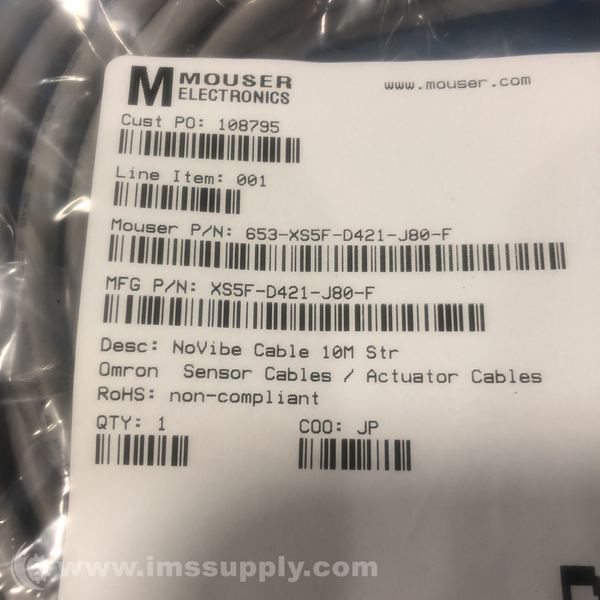 MOUSER ELECTRONICS
www.mouser.com
Cust PO: 108795
Line Item: 001
Mouser P/N: 653-XS5F-D421-J80-F
MFG P/N: XS5F-D421-J80-F
Desc: NoVibe Cable 10M Str
Omron Sensor Cables / Actuator Cables
RoHS: non-compliant
QTY: 1 COO: JP
www.imssupply.com